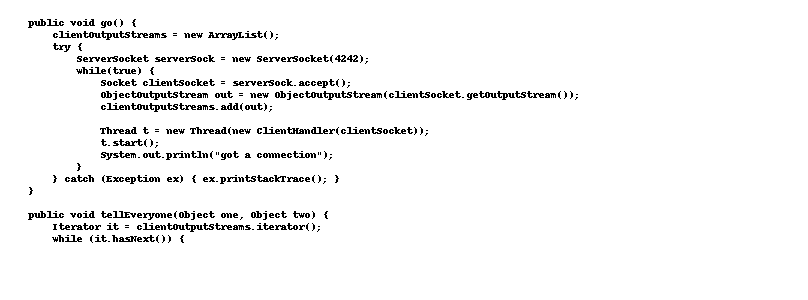 public void go() {
clientOutputStreams = new ArrayList();
try {
ServerSocket serverSock = new ServerSocket(4242);
while(true) {
Socket clientSocket = serverSock.accept();
ObjectOutputStream out = new ObjectOutputStream(clientSocket.getOutputStream());
clientOutputStreams.add(out);
Thread t = new Thread(new ClientHandler(clientSocket));
t.start();
System.out.println("got a connection");
}
} catch (Exception ex) { ex.printStackTrace(); }
}
public void tellEveryone(Object one, Object two) {
Iterator it = clientOutputStreams.iterator();
while (it.hasNext()) {